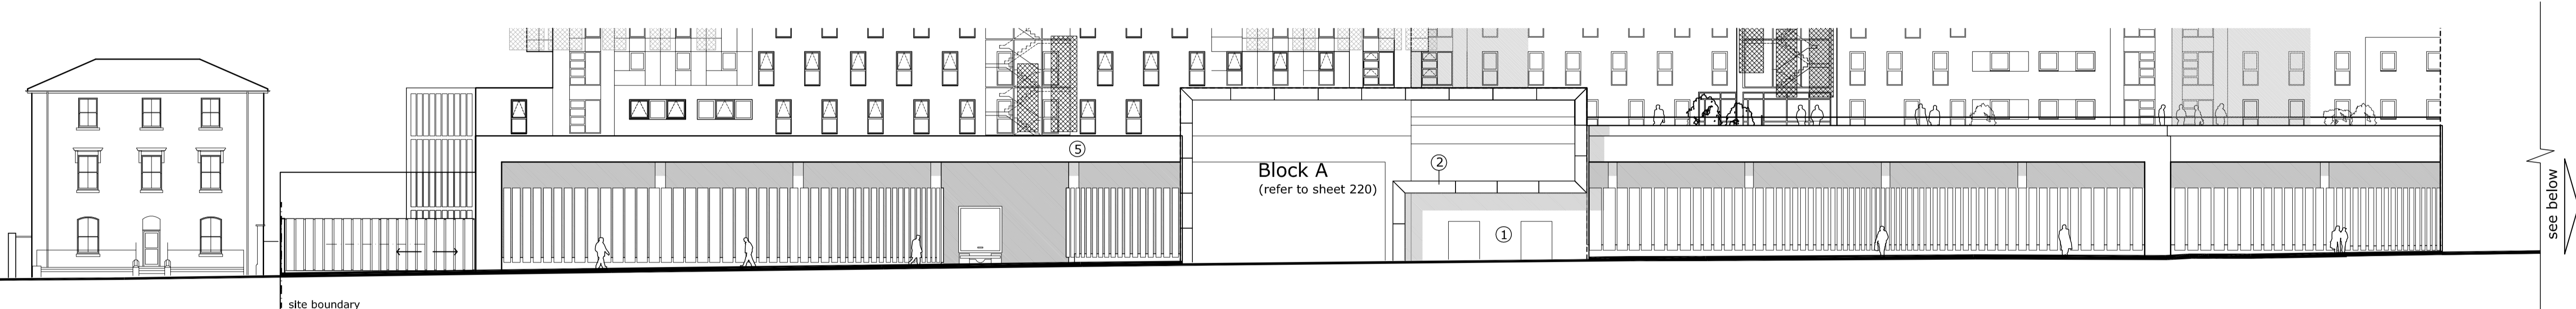 5
Block A
(refer to sheet 220)
2
1
see below
site boundary